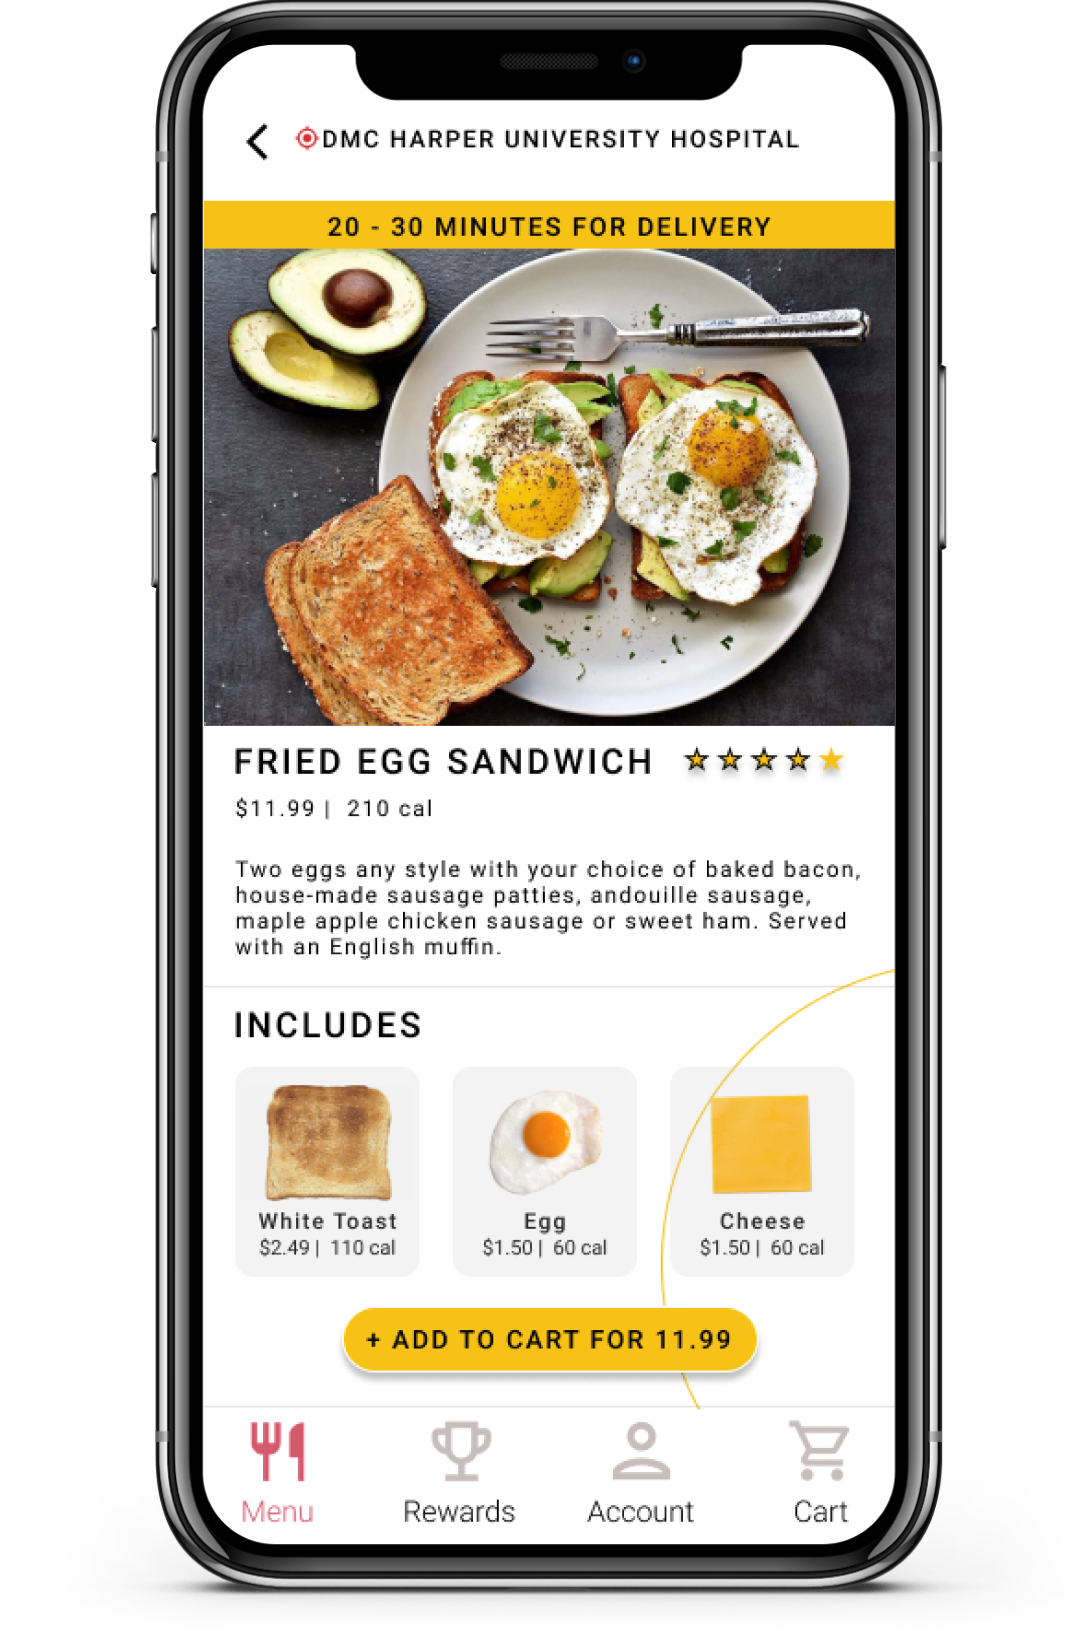 DMC HARPER UNIVERSITY HOSPITAL
20 - 30 MINUTES FOR DELIVERY
FRIED EGG SANDWICH
$11.99 | 210 cal
Two eggs any style with your choice of baked bacon,
house-made sausage patties, andouille sausage,
maple apple chicken sausage or sweet ham. Served
with an English muffin.
INCLUDES
White Toast
$2.49 | 110 cal
Egg
$1.50 | 60 cal
Cheese
$1.50 | 60 cal
+ ADD TO CART FOR 11.99
Menu
Rewards
Account
Cart